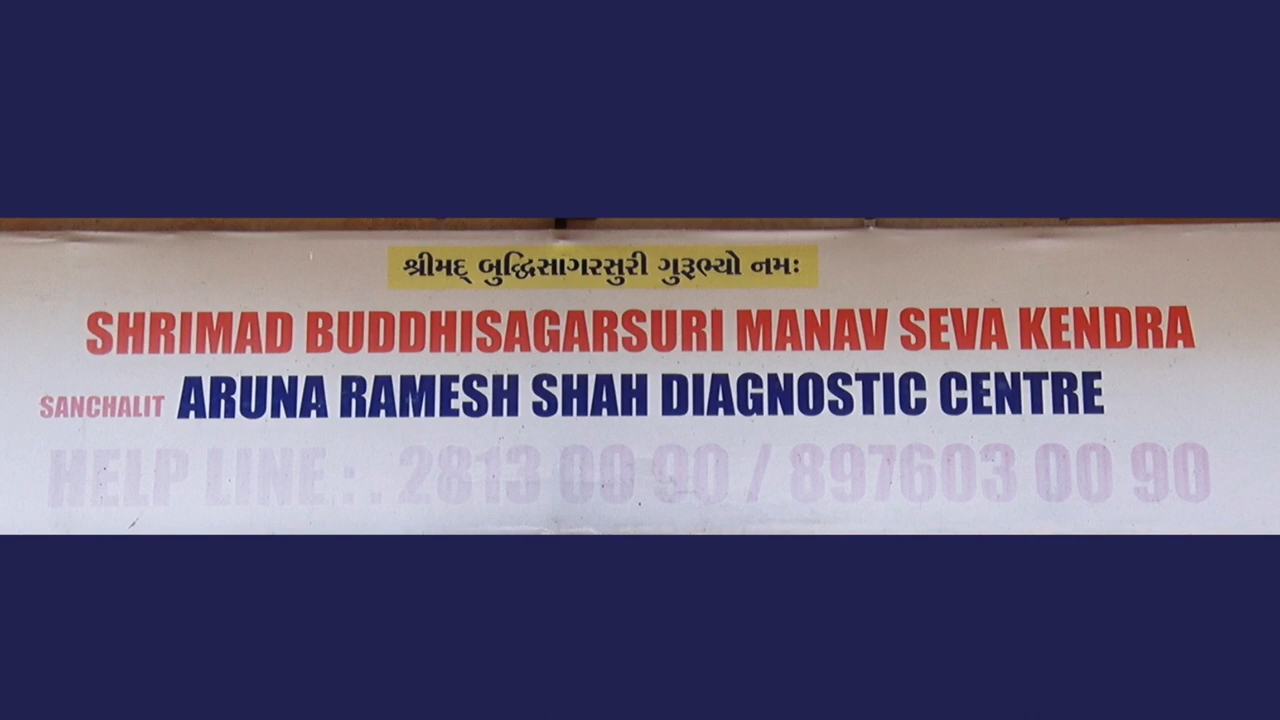 શ્રીમદ્ બુદ્ધિસાગરસુરી ગુરૂભ્યો નમઃ
SHRIMAD BUDDHISAGARSURI MANAV SEVA KENDRA
SANCHALIT ARUNA RAMESH SHAH DIAGNOSTIC CENTRE
HELP LINE : . 2813 00 90 / 897603 00 90